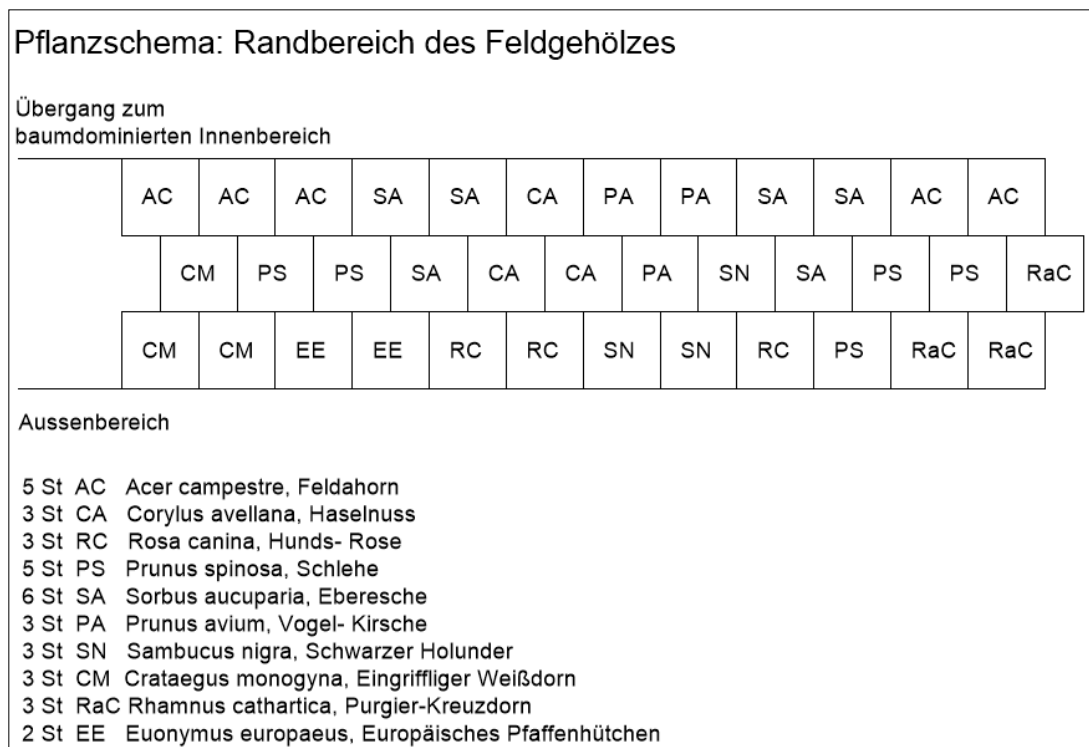 Pflanzschema: Randbereich des Feldgehölzes
Übergang zum
baumdominierten Innenbereich
AC AC AC SA SA CA PA PA SA SA AC AC
CM PS PS SA CA CA PA SN SA PS PS RaC
CM CM EE EE RC RC SN SN RC PS RaC RaC
Aussenbereich
5 St AC Acer campestre, Feldahorn
3 St CA Corylus avellana, Haselnuss
3 St RC Rosa canina, Hunds- Rose
5 St PS Prunus spinosa, Schlehe
6 St SA Sorbus aucuparia, Eberesche
3 St PA Prunus avium, Vogel- Kirsche
3 St SN Sambucus nigra, Schwarzer Holunder
3 St CM Crataegus monogyna, Eingriffliger Weißdorn
3 St RaC Rhamnus cathartica, Purgier-Kreuzdorn
2 St EE Euonymus europaeus, Europäisches Pfaffenhütchen